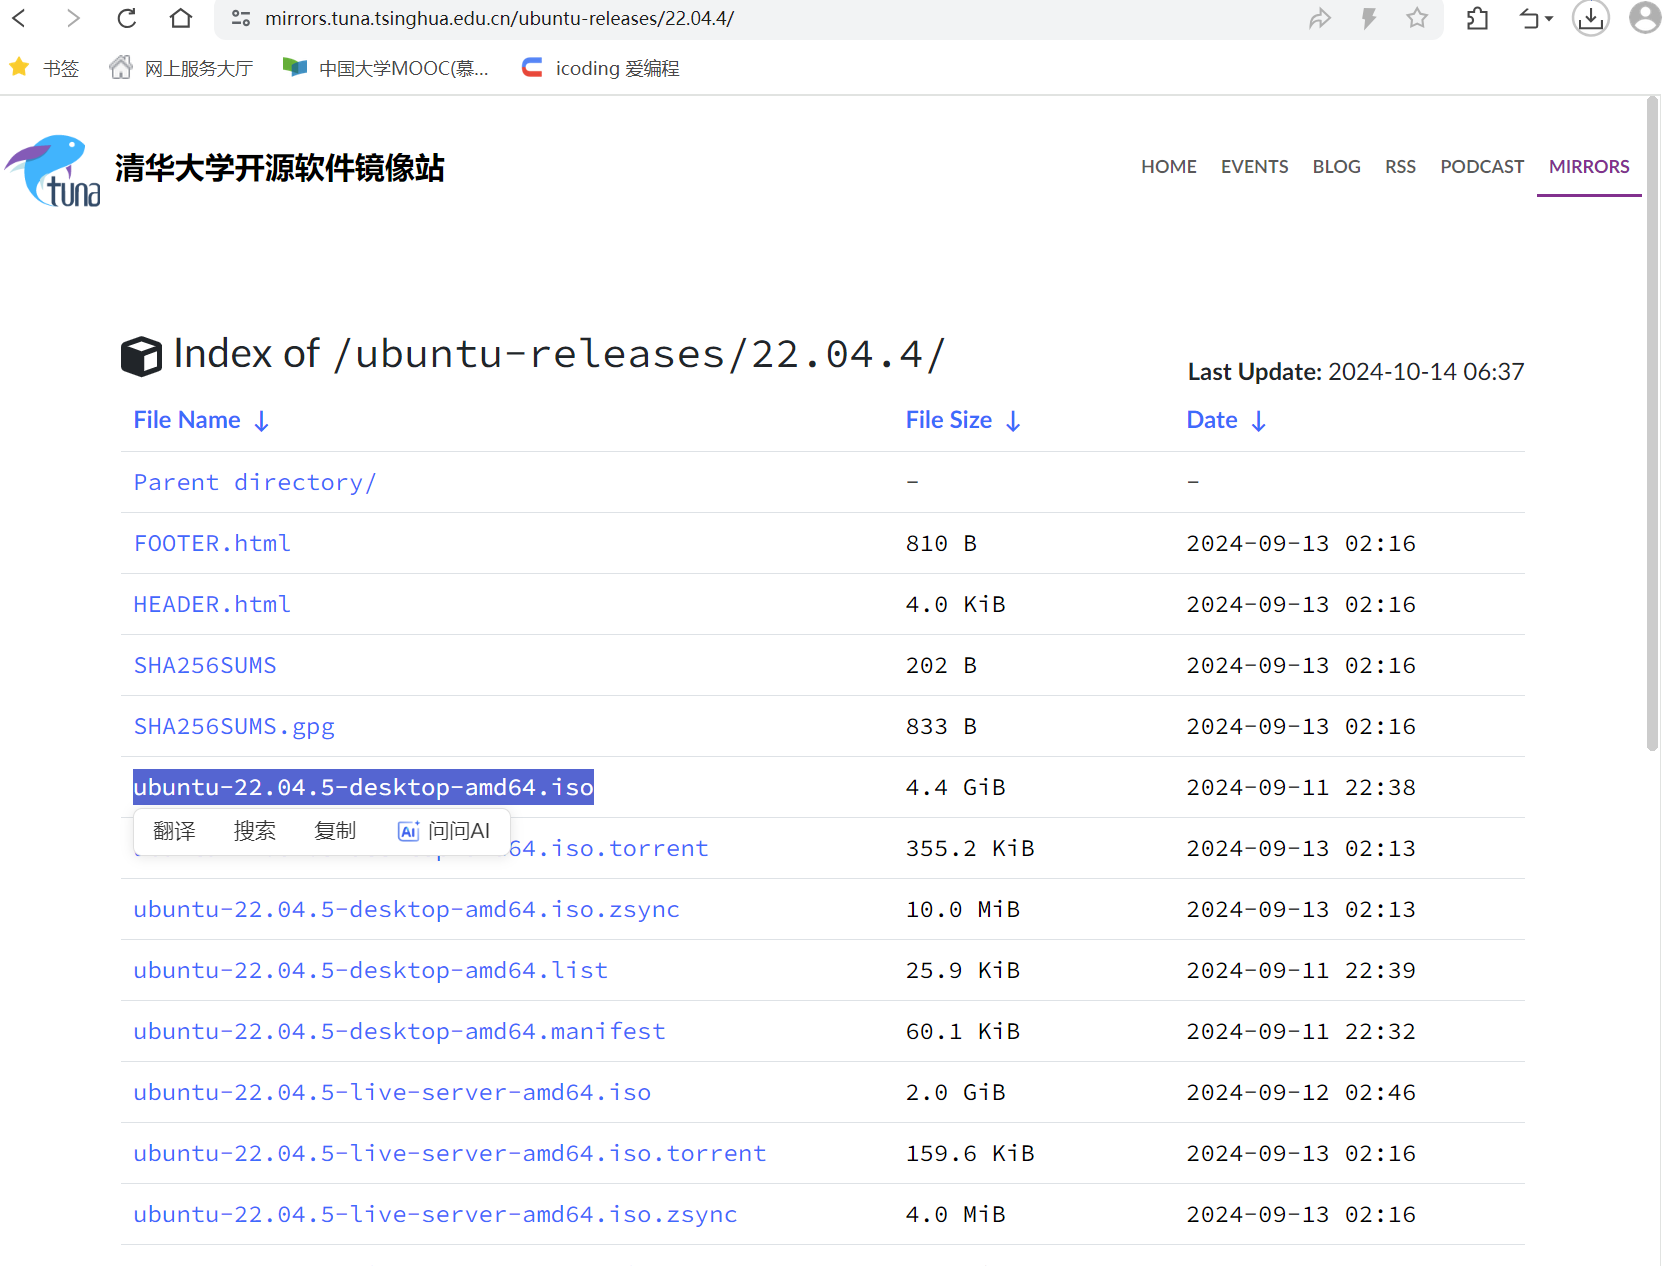 mirrors.tuna.tsinghua.edu.cn/ubuntu-releases/22.04.4/
书签 网上服务大厅 中国大学MOOC(慕... icoding 爱编程
tuna 清华大学开源软件镜像站 HOME EVENTS BLOG RSS PODCAST MIRRORS
Index of /ubuntu-releases/22.04.4/
Last Update: 2024-10-14 06:37
File Name ↓ File Size ↓ Date ↓
Parent directory/ - -
FOOTER.html 810 B 2024-09-13 02:16
HEADER.html 4.0 KiB 2024-09-13 02:16
SHA256SUMS 202 B 2024-09-13 02:16
SHA256SUMS.gpg 833 B 2024-09-13 02:16
ubuntu-22.04.5-desktop-amd64.iso 4.4 GiB 2024-09-11 22:38
翻译 搜索 复制 AI 问问AI
64.iso.torrent 355.2 KiB 2024-09-13 02:13
ubuntu-22.04.5-desktop-amd64.iso.zsync 10.0 MiB 2024-09-13 02:13
ubuntu-22.04.5-desktop-amd64.list 25.9 KiB 2024-09-11 22:39
ubuntu-22.04.5-desktop-amd64.manifest 60.1 KiB 2024-09-11 22:32
ubuntu-22.04.5-live-server-amd64.iso 2.0 GiB 2024-09-12 02:46
ubuntu-22.04.5-live-server-amd64.iso.torrent 159.6 KiB 2024-09-13 02:16
ubuntu-22.04.5-live-server-amd64.iso.zsync 4.0 MiB 2024-09-13 02:16